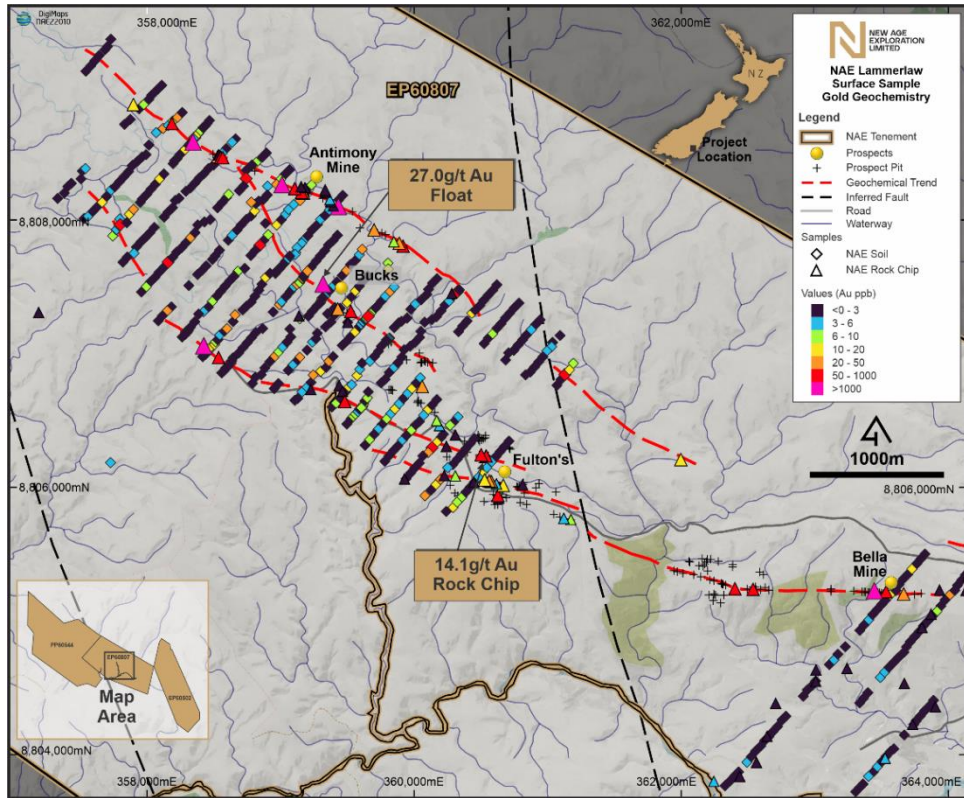 DigiMaps
NAE22010
358,000mE
362,000mE
EP60807
N Z
Project
Location
NEW AGE
EXPLORATION
LIMITED
NAE Lammerlaw
Surface Sample
Gold Geochemistry
Legend
NAE Tenement
Prospects
Prospect Pit
Geochemical Trend
Inferred Fault
Road
Waterway
Samples
NAE Soil
NAE Rock Chip
Values (Au ppb)
<0 - 3
3 - 6
6 - 10
10 - 20
20 - 50
50 - 1000
>1000
1000m
Antimony
Mine
27.0g/t Au
Float
8,808,000mN
Bucks
Fulton's
8,806,000mN
8,806,000mN
14.1g/t Au
Rock Chip
Bella
Mine
EP60807
Map
Area
8,804,000mN
358,000mE
360,000mE
362,000mE
364,000mE